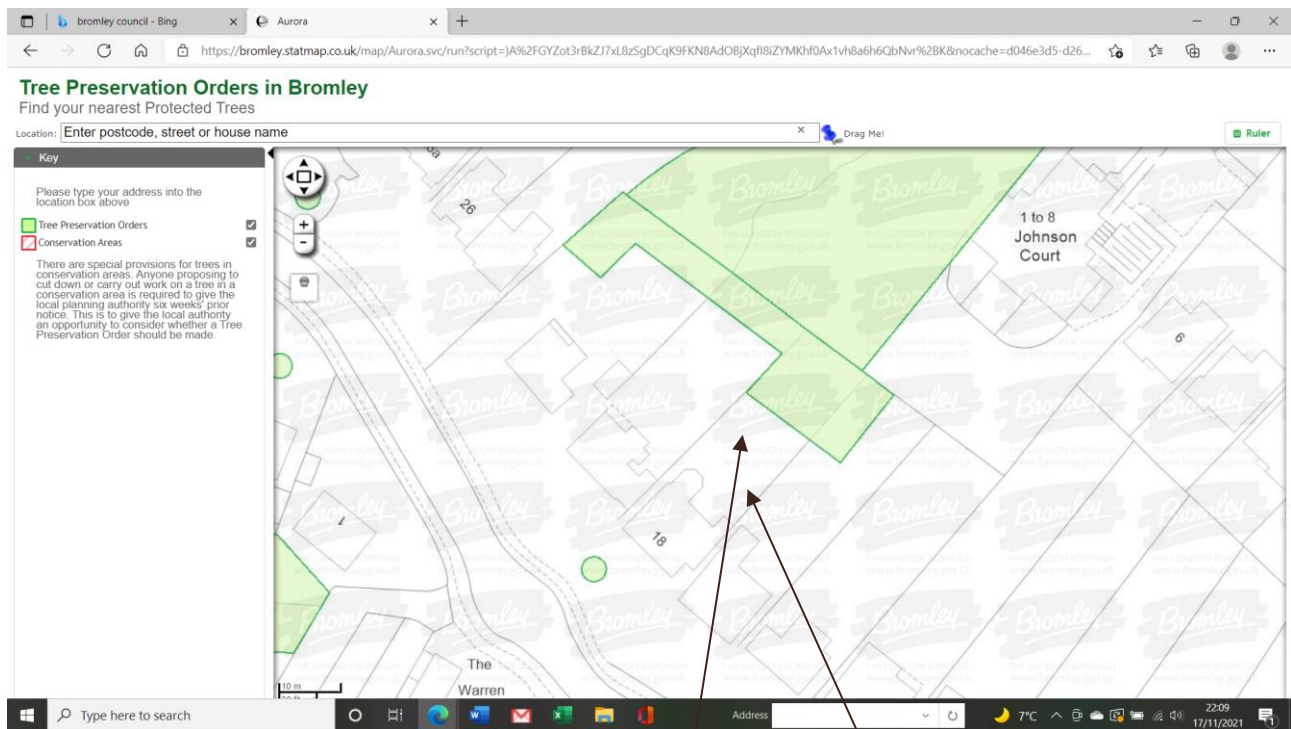 bromley council - Bing
Aurora
https://bromley.statmap.co.uk/map/Aurora.svc/run?script=)A%2FGYZot3rBkZJ7xL8zSgDCqK9FKN8AdOBjXqfI8iZYMKhf0Ax1vh8a6h6QbNvr%2BK&nocache=d046e3d5-d26...
Tree Preservation Orders in Bromley
Find your nearest Protected Trees
Location: Enter postcode, street or house name
Drag Me!
Ruler
Key
Please type your address into the
location box above
Tree Preservation Orders
Conservation Areas
There are special provisions for trees in
conservation areas. Anyone proposing to
cut down or carry out work on a tree in a
conservation area is required to give the
local planning authority six weeks' prior
notice. This is to give the local authority
an opportunity to consider whether a Tree
Preservation Order should be made.
26
1 to 8
Johnson
Court
6
1
18
The
Warren
10 m
Bromley
Type here to search
Address
7°C
22:09
17/11/2021